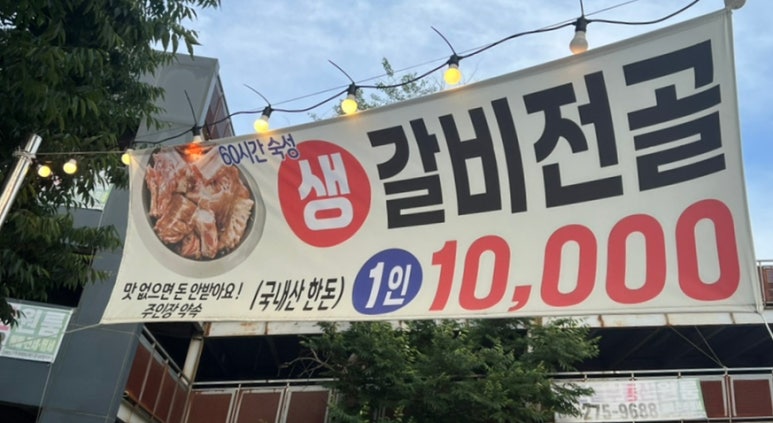 60시간 숙성
생 갈비전골
맛 없으면 돈 안받아요! (국내산 한돈) 1인 10,000
주인장 약속
275-9688